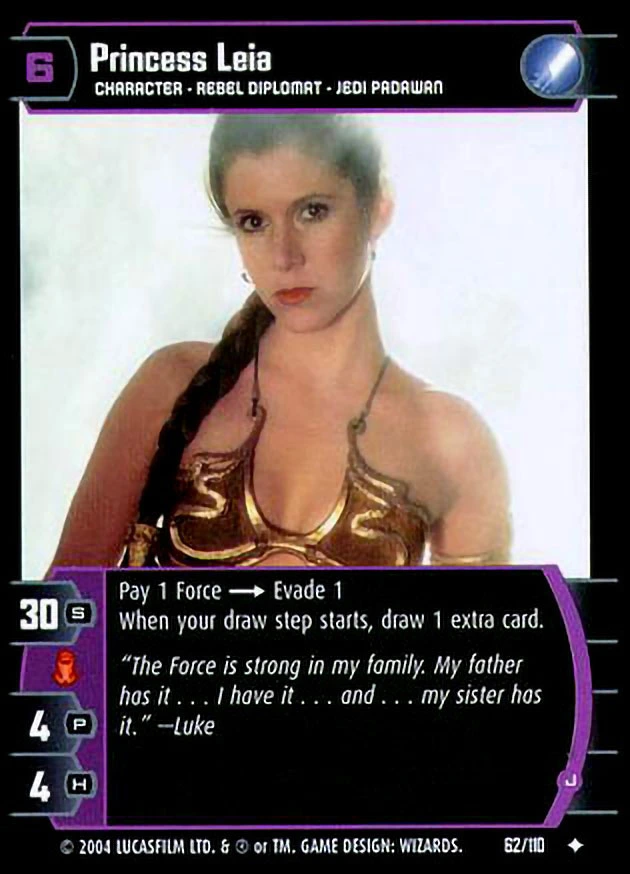 6 Princess Leia
CHARACTER - REBEL DIPLOMAT - JEDI PADAWAN
Pay 1 Force → Evade 1
30 S When your draw step starts, draw 1 extra card.
"The Force is strong in my family. My father
has it . . . I have it . . . and . . . my sister has
4 P it." —Luke
4 H
J
© 2004 LUCASFILM LTD. & ® or TM. GAME DESIGN: WIZARDS. 62/110